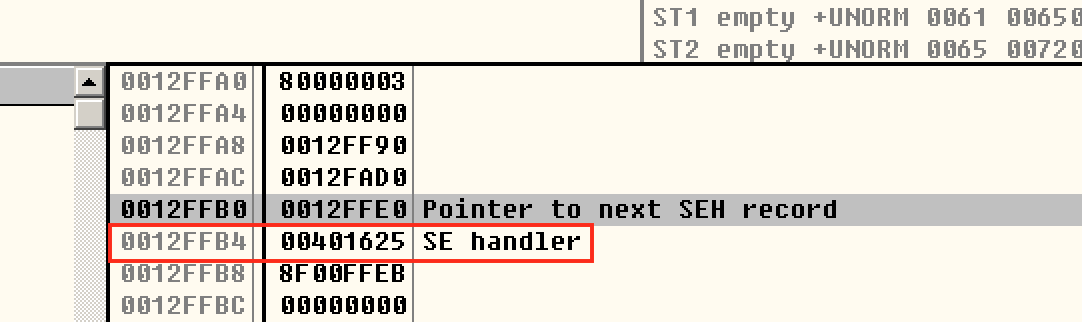 ST1 empty +UNORM 0061 00650
ST2 empty +UNORM 0065 00720
0012FFA0 80000003
0012FFA4 00000000
0012FFA8 0012FF90
0012FFAC 0012FAD0
0012FFB0 0012FFE0 Pointer to next SEH record
0012FFB4 00401625 SE handler
0012FFB8 8F00FFEB
0012FFBC 00000000